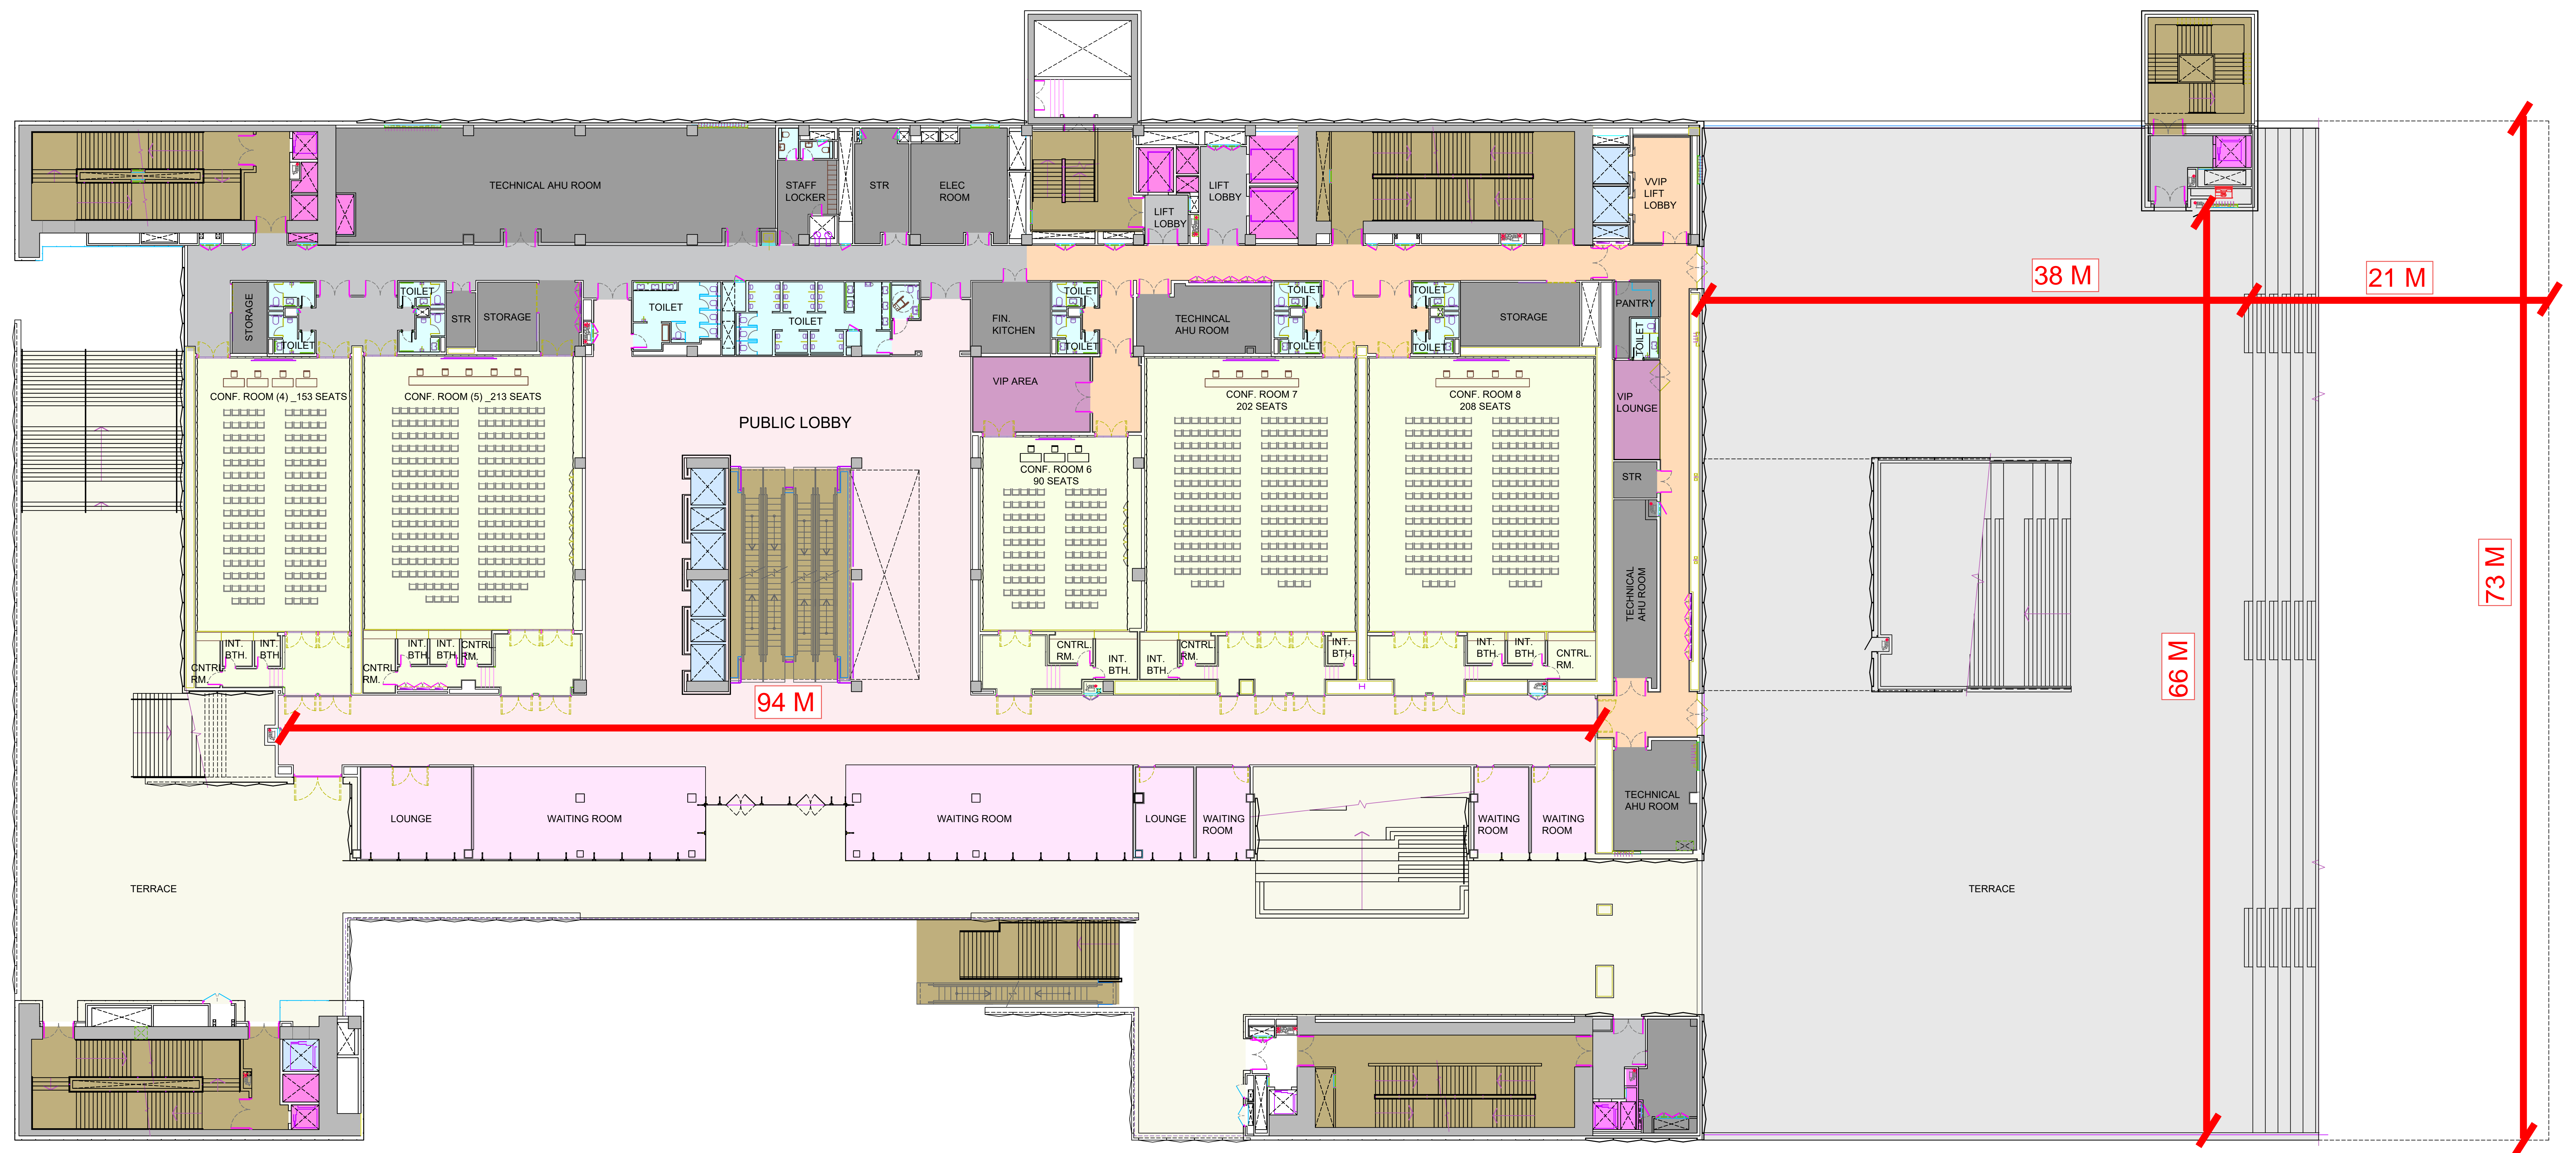 TECHNICAL AHU ROOM
STAFF
LOCKER
STR
ELEC
ROOM
LIFT
LOBBY
LIFT
LOBBY
VVIP
LIFT
LOBBY
38 M
21 M
STORAGE
TOILET
TOILET
STR
STORAGE
TOILET
TOILET
H
FIN.
KITCHEN
TOILET
TOILET
TECHINCAL
AHU ROOM
TOILET
TOILET
TOILET
TOILET
STORAGE
PANTRY
TOILET
CONF. ROOM (4) _153 SEATS
CONF. ROOM (5) _213 SEATS
PUBLIC LOBBY
VIP AREA
CONF. ROOM 6
90 SEATS
CONF. ROOM 7
202 SEATS
CONF. ROOM 8
208 SEATS
VIP
LOUNGE
STR
TECHNICAL
AHU ROOM
73 M
66 M
CNTRL.
RM.
INT.
BTH.
INT.
BTH.
CNTRL.
RM.
INT.
BTH.
INT.
BTH.
CNTRL.
RM.
CNTRL.
RM.
INT.
BTH.
INT.
BTH.
CNTRL.
RM.
INT.
BTH.
INT.
BTH.
INT.
BTH.
CNTRL.
RM.
94 M
H
LOUNGE
WAITING ROOM
WAITING ROOM
LOUNGE
WAITING
ROOM
WAITING
ROOM
WAITING
ROOM
TECHNICAL
AHU ROOM
TERRACE
TERRACE